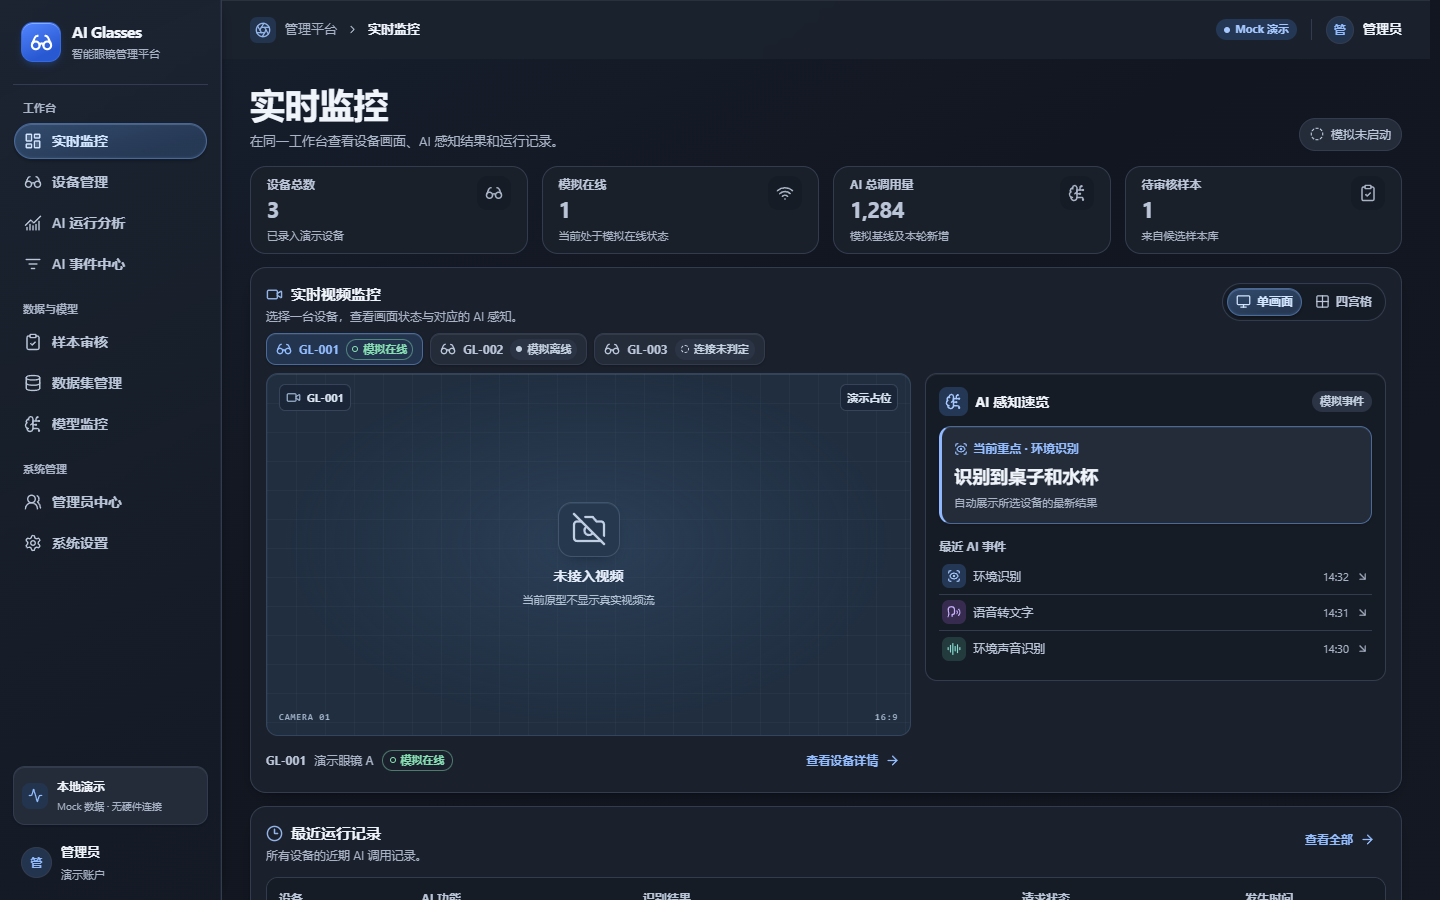 AI Glasses
智能眼镜管理平台
工作台
实时监控
设备管理
AI 运行分析
AI 事件中心
数据与模型
样本审核
数据集管理
模型监控
系统管理
管理员中心
系统设置
本地演示
Mock 数据 · 无硬件连接
管 管理员
演示账户
管理平台 > 实时监控
Mock 演示
管 管理员
实时监控
在同一工作台查看设备画面、AI 感知结果和运行记录。
模拟未启动
设备总数
3
已录入演示设备
模拟在线
1
当前处于模拟在线状态
AI 总调用量
1,284
模拟基线及本轮新增
待审核样本
1
来自候选样本库
实时视频监控
选择一台设备，查看画面状态与对应的 AI 感知。
单画面 四宫格
GL-001 模拟在线
GL-002 模拟离线
GL-003 连接未判定
GL-001
演示占位
未接入视频
当前原型不显示真实视频流
CAMERA 01
16:9
GL-001 演示眼镜 A 模拟在线
查看设备详情
AI 感知速览
模拟事件
当前重点 · 环境识别
识别到桌子和水杯
自动展示所选设备的最新结果
最近 AI 事件
环境识别 14:32
语音转文字 14:31
环境声音识别 14:30
最近运行记录
所有设备的近期 AI 调用记录。
查看全部
设备 AI 功能 识别结果 请求状态 发生时间